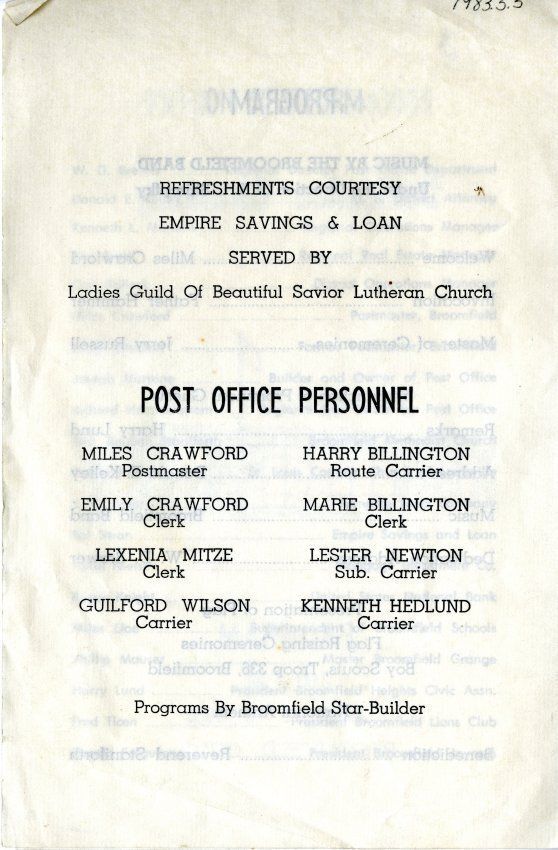 1983.5.5
REFRESHMENTS COURTESY
EMPIRE SAVINGS & LOAN
SERVED BY
Ladies Guild Of Beautiful Savior Lutheran Church
POST OFFICE PERSONNEL
MILES CRAWFORD
Postmaster
HARRY BILLINGTON
Route Carrier
EMILY CRAWFORD
Clerk
MARIE BILLINGTON
Clerk
LEXENIA MITZE
Clerk
LESTER NEWTON
Sub. Carrier
GUILFORD WILSON
Carrier
KENNETH HEDLUND
Carrier
Programs By Broomfield Star-Builder